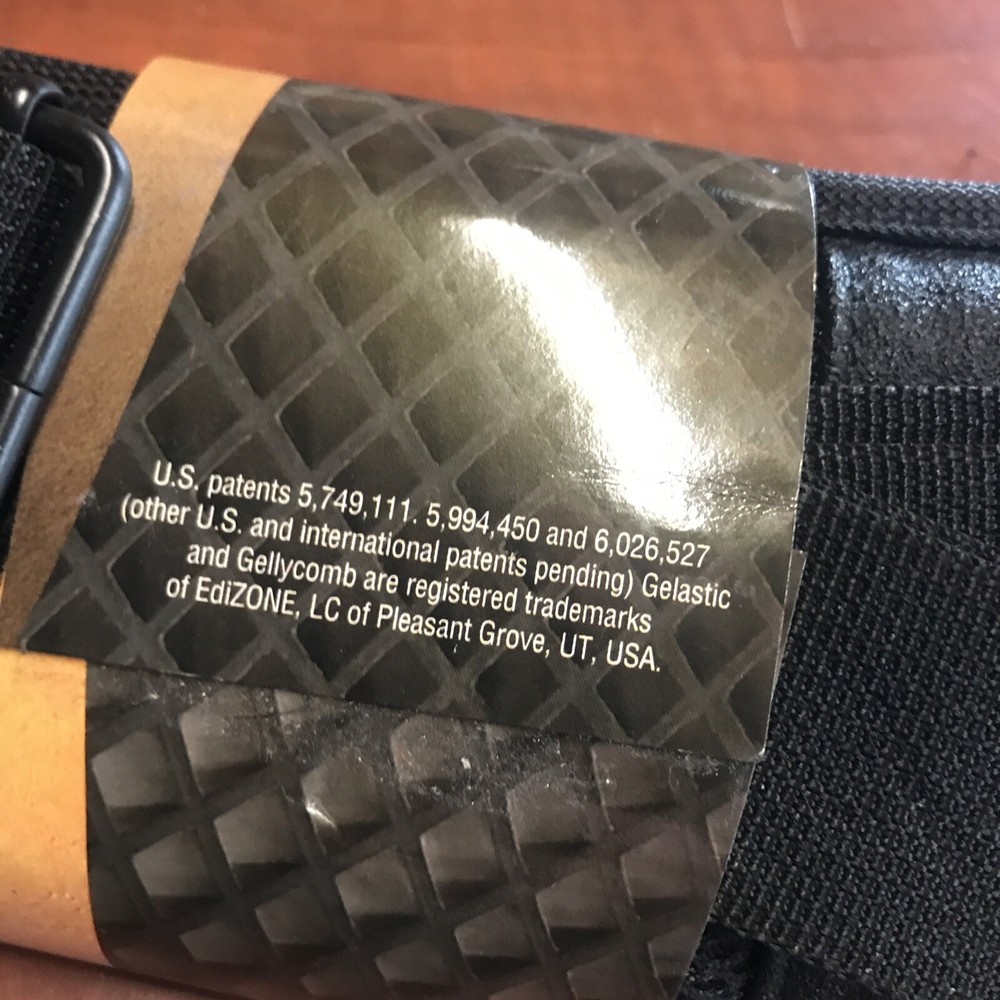 U.S. patents 5,749,111. 5,994,450 and 6,026,527
(other U.S. and international patents pending) Gelastic
and Gellycomb are registered trademarks
of EdiZONE, LC of Pleasant Grove, UT, USA.